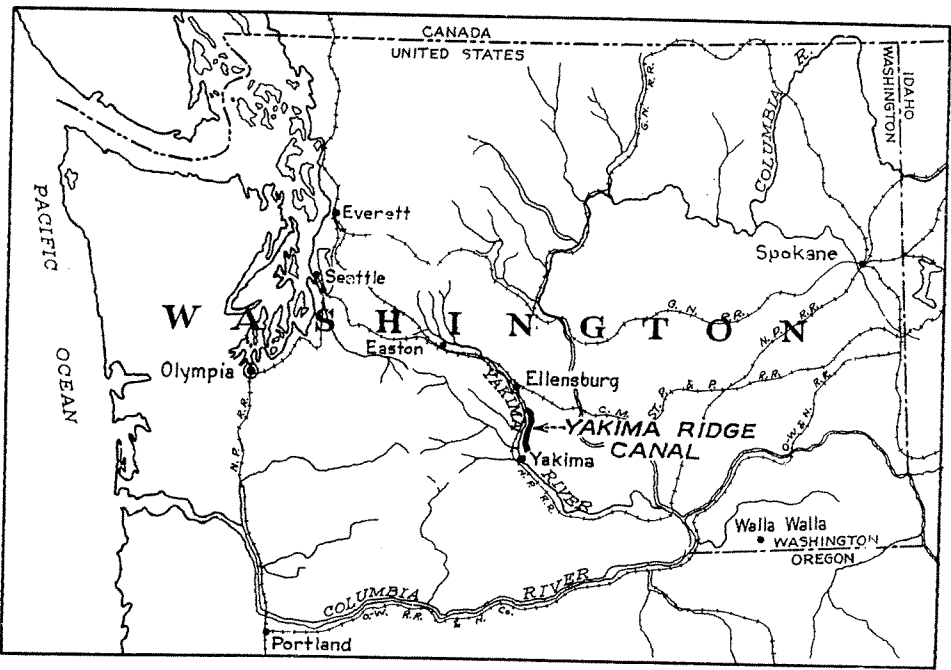 CANADA
UNITED STATES
WASHINGTON
IDAHO
COLUMBIA R.
G.N. R.R.
PACIFIC
OCEAN
Everett
Seattle
Spokane
WASHINGTON
G. N. R.R.
N.P. R.R.
Easton
Olympia
Ellensburg
YAKIMA
RIVER
C. M. ST. P. & P. R.R.
O.-W. & N. R.R.
YAKIMA RIDGE
CANAL
Yakima
N.P. R.R.
N.P. R.R.
Walla Walla
WASHINGTON
OREGON
COLUMBIA RIVER
O.-W. R.R. & N. Co.
Portland